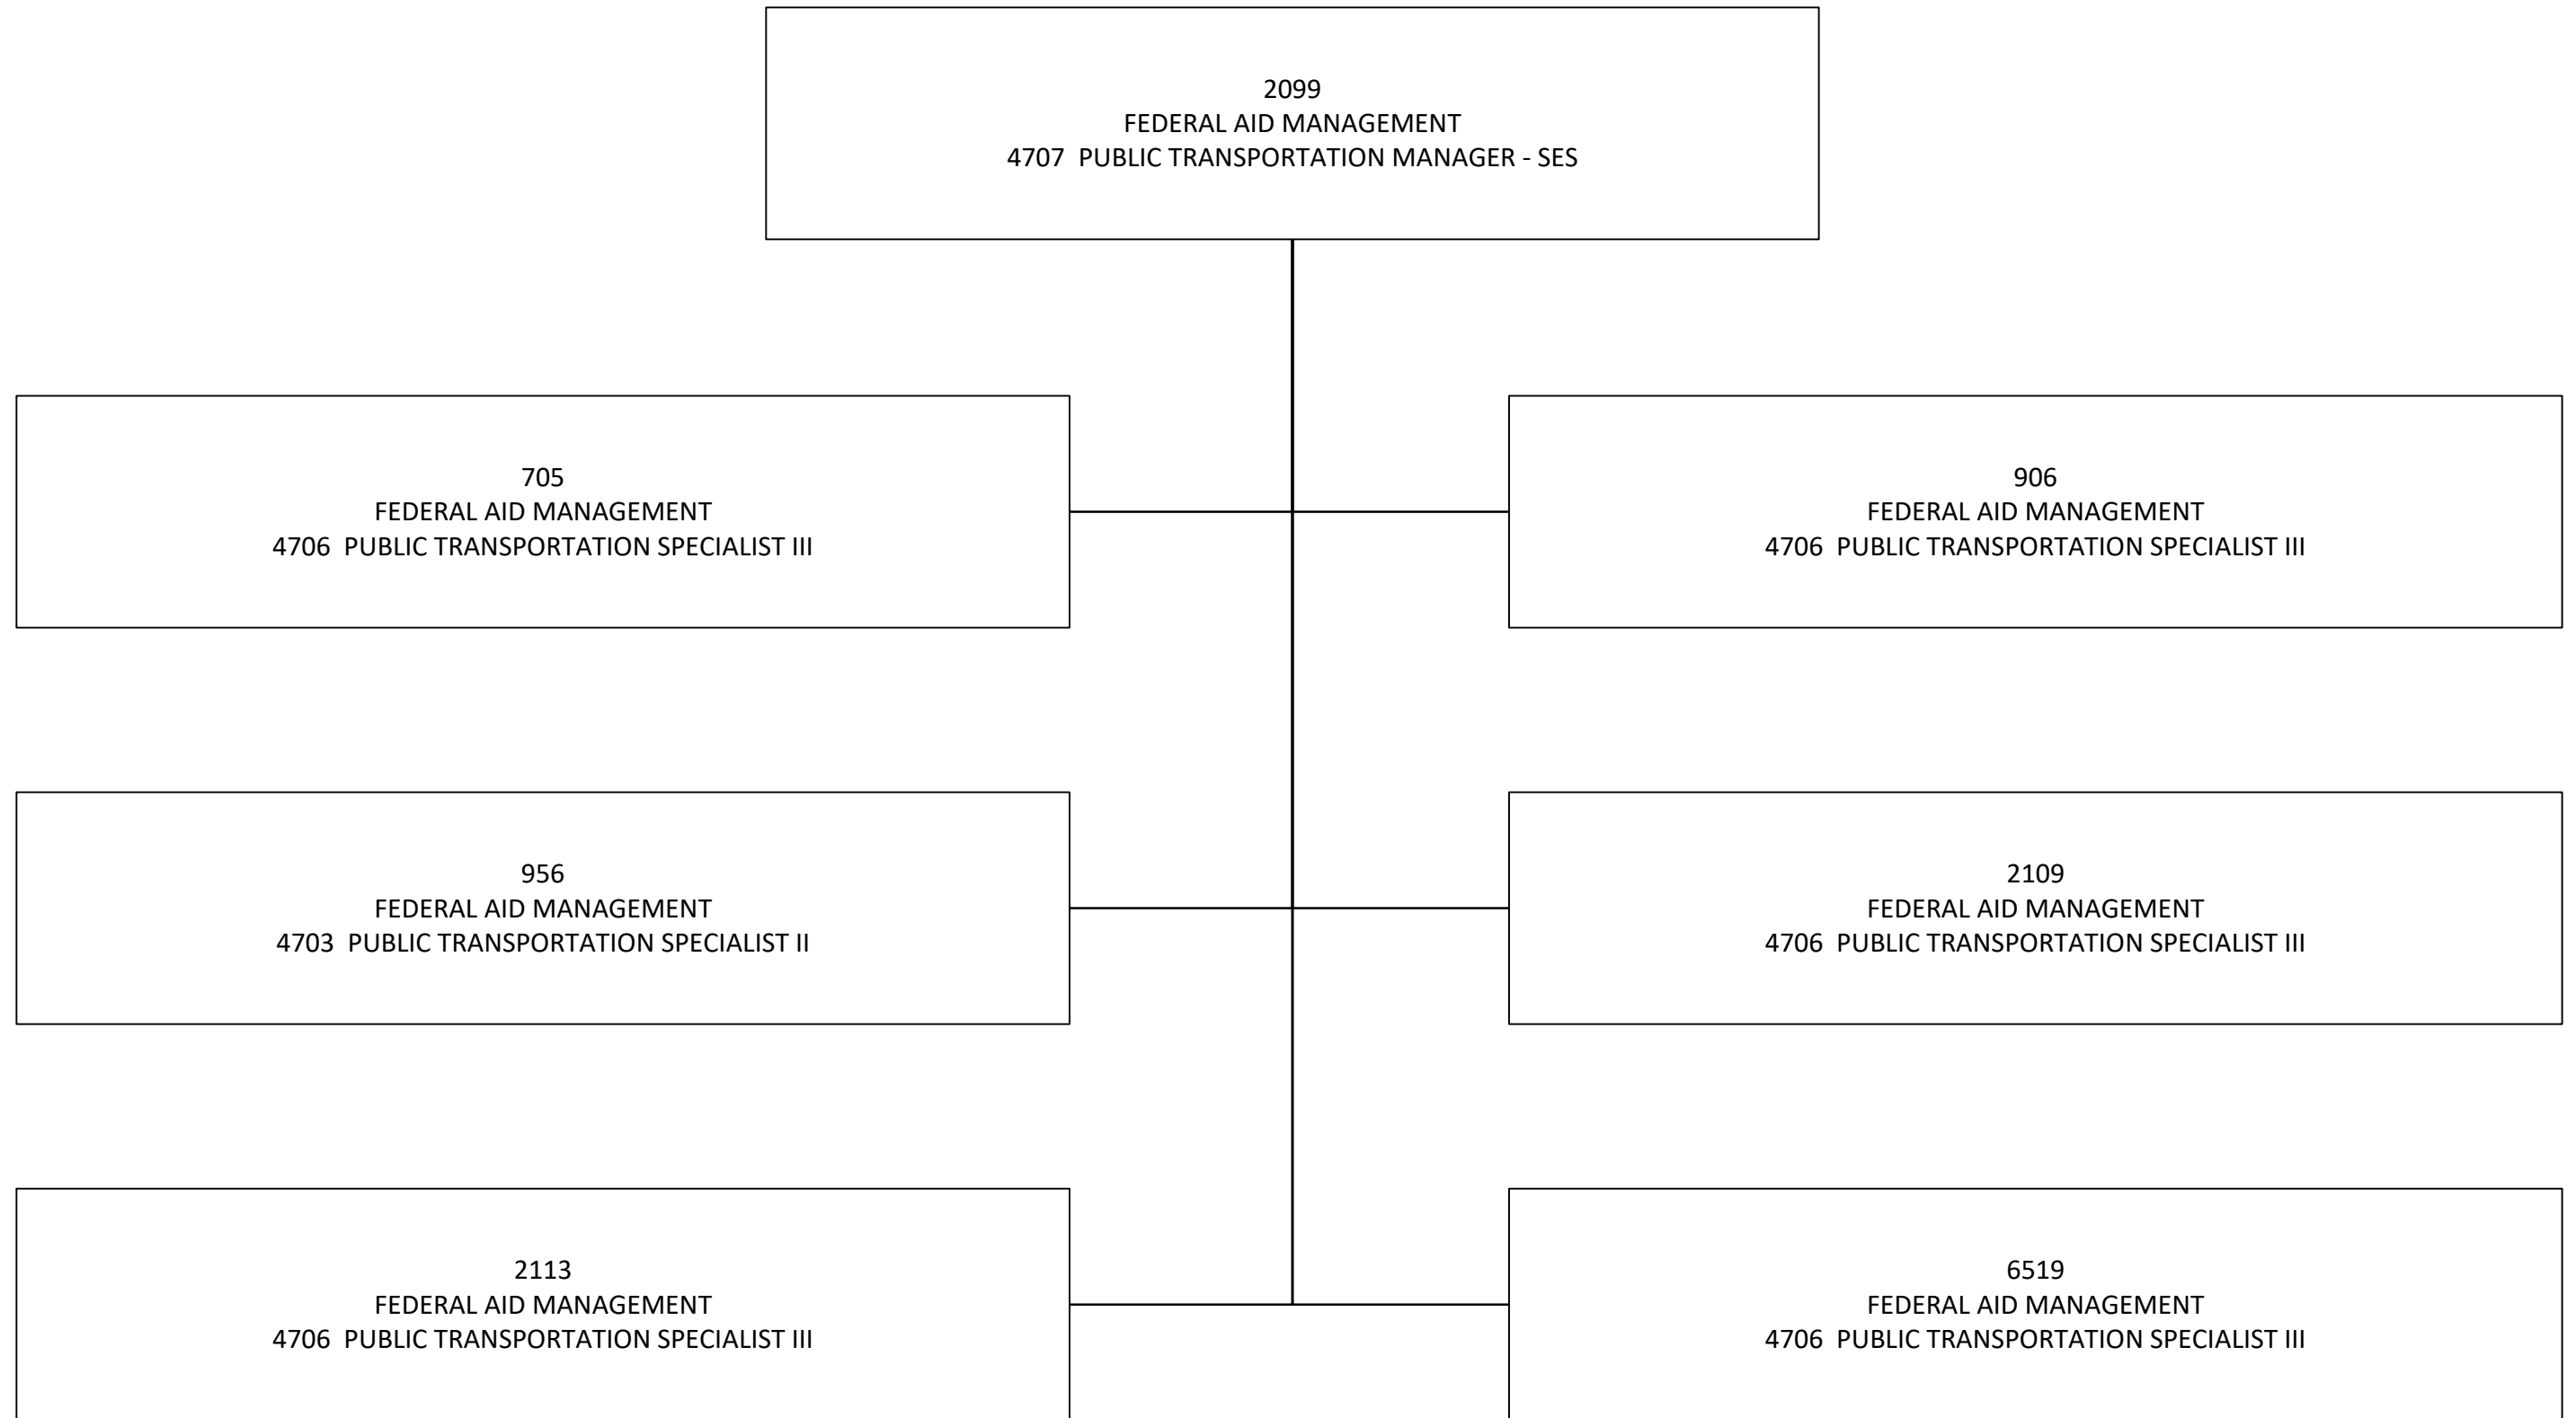 2099
FEDERAL AID MANAGEMENT
4707  PUBLIC TRANSPORTATION MANAGER - SES
705
FEDERAL AID MANAGEMENT
4706  PUBLIC TRANSPORTATION SPECIALIST III
906
FEDERAL AID MANAGEMENT
4706  PUBLIC TRANSPORTATION SPECIALIST III
956
FEDERAL AID MANAGEMENT
4703  PUBLIC TRANSPORTATION SPECIALIST II
2109
FEDERAL AID MANAGEMENT
4706  PUBLIC TRANSPORTATION SPECIALIST III
2113
FEDERAL AID MANAGEMENT
4706  PUBLIC TRANSPORTATION SPECIALIST III
6519
FEDERAL AID MANAGEMENT
4706  PUBLIC TRANSPORTATION SPECIALIST III